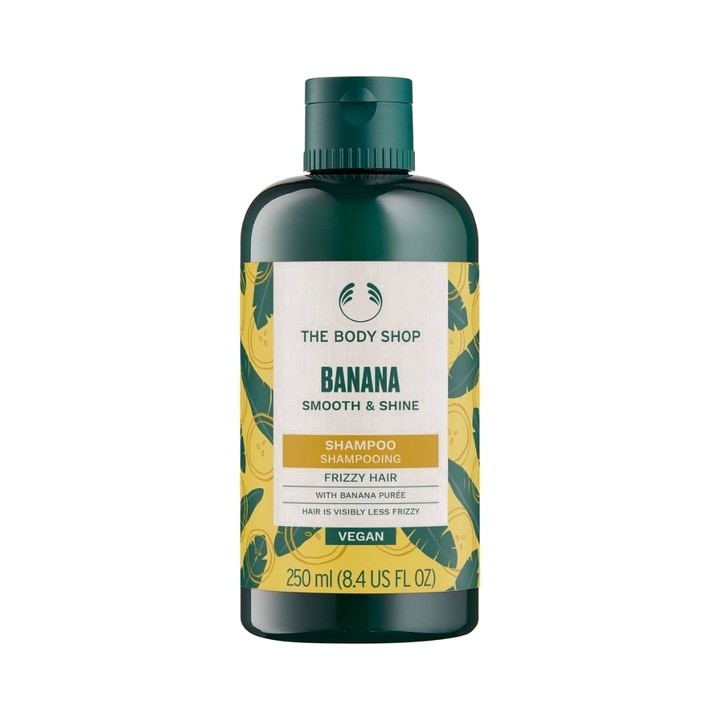 THE BODY SHOP
BANANA
SMOOTH & SHINE
SHAMPOO
SHAMPOOING
FRIZZY HAIR
WITH BANANA PURÉE
HAIR IS VISIBLY LESS FRIZZY
VEGAN
250 ml (8.4 US FL OZ)